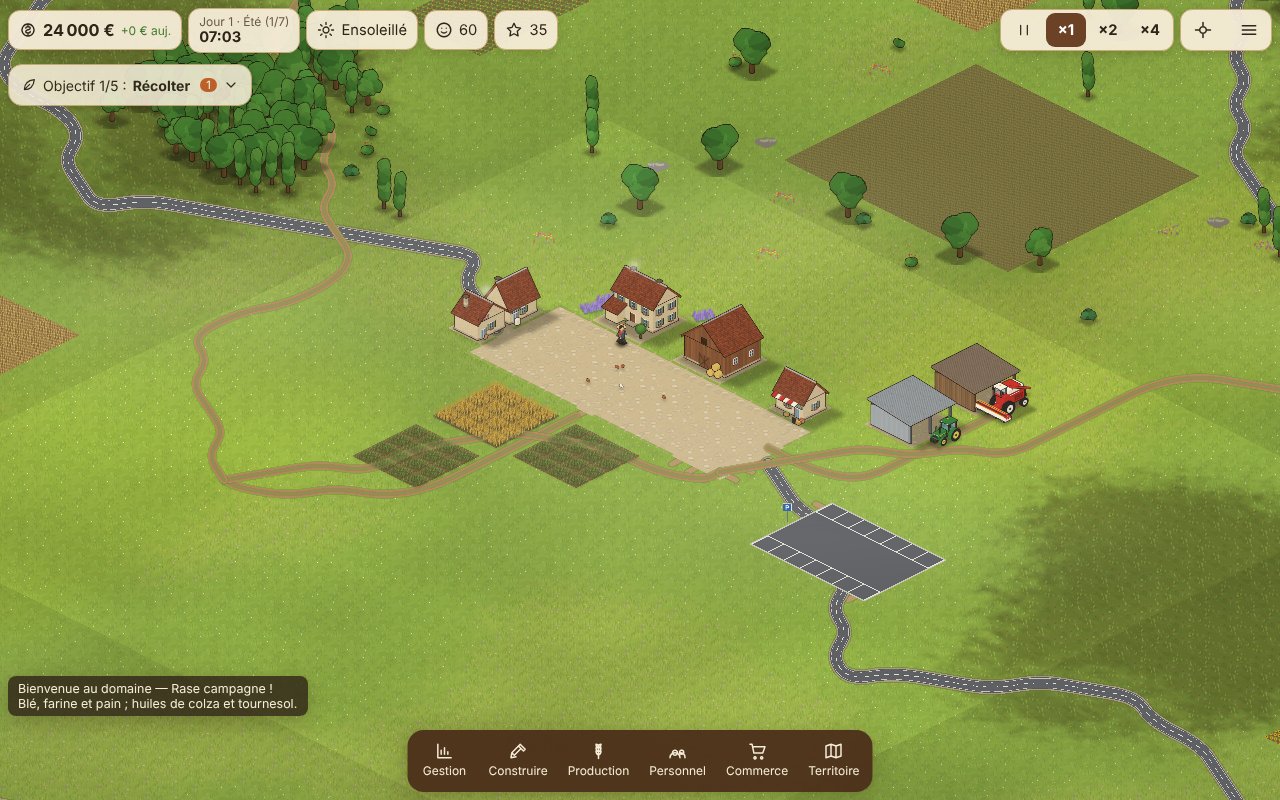 24 000 € +0 € auj.
Jour 1 · Été (1/7)
07:03
Ensoleillé
60
35
×1
×2
×4
Objectif 1/5 : Récolter 1
P
Bienvenue au domaine — Rase campagne !
Blé, farine et pain ; huiles de colza et tournesol.
Gestion
Construire
Production
Personnel
Commerce
Territoire